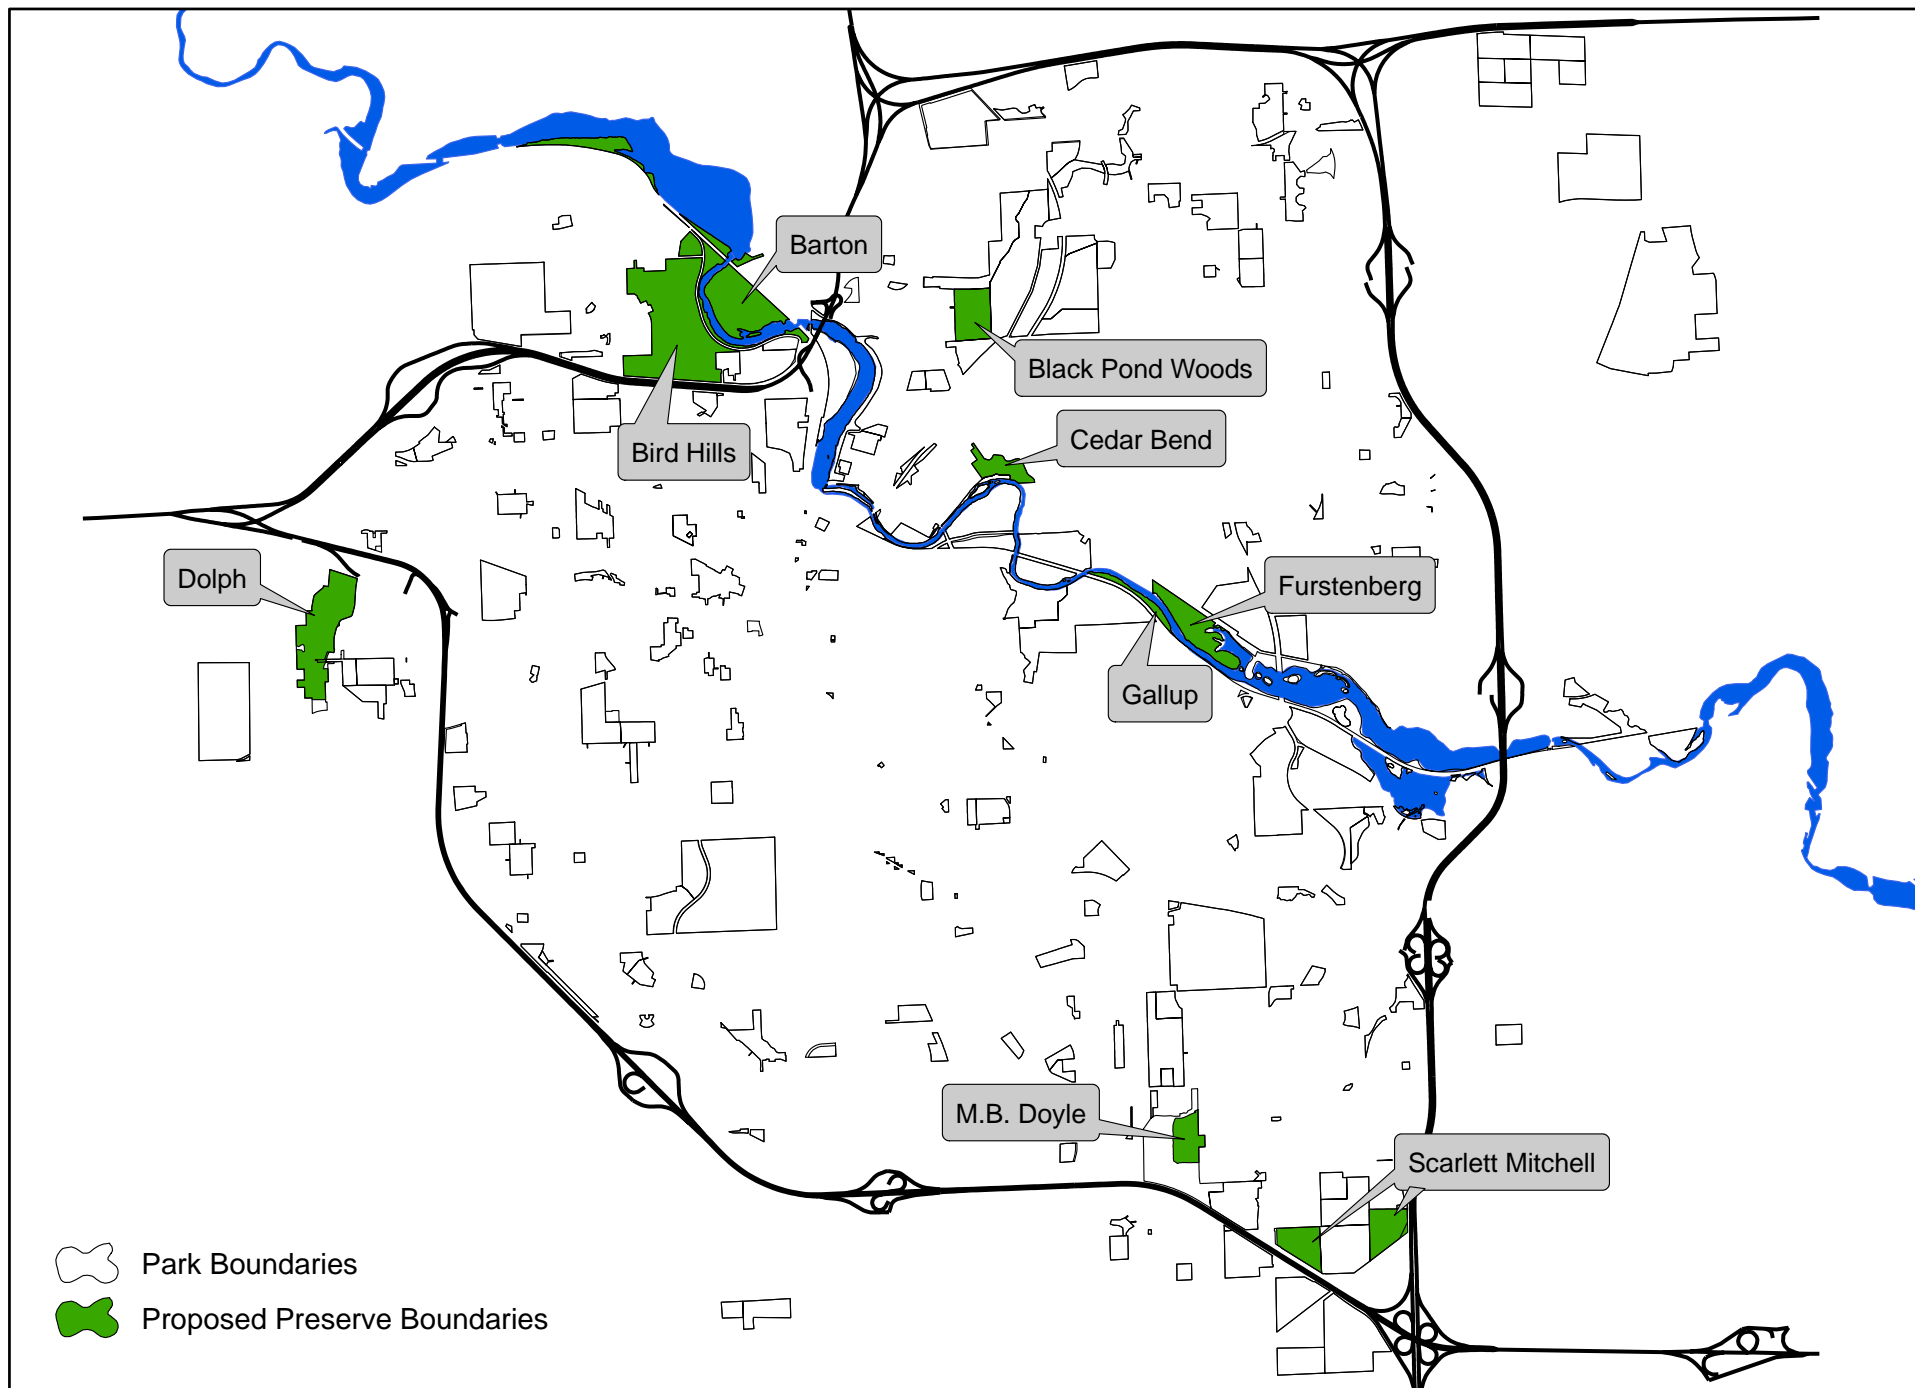 Barton
Black Pond Woods
Bird Hills
Cedar Bend
Dolph
Furstenberg
Gallup
M.B. Doyle
Scarlett Mitchell
Park Boundaries
Proposed Preserve Boundaries